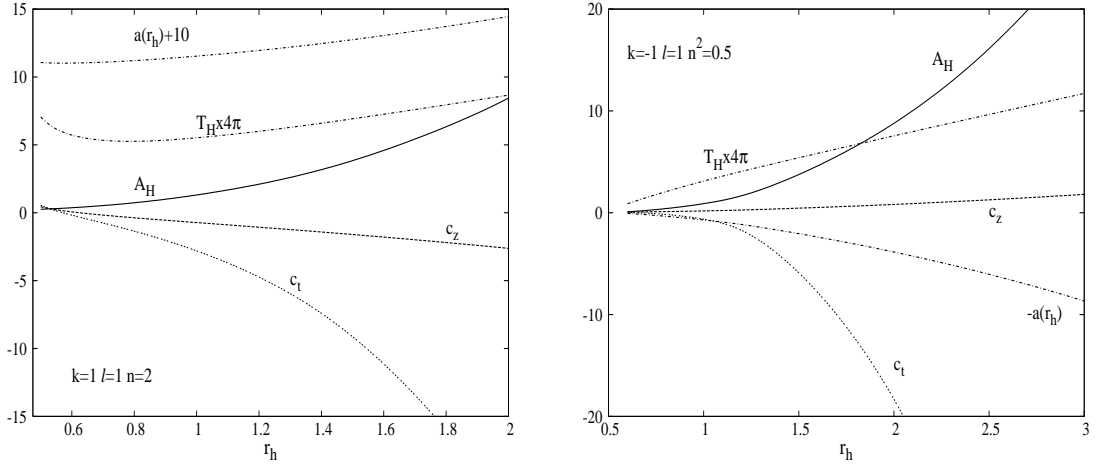 15
10
5
0
-5
-10
-15
0.6
0.8
1
1.2
1.4
1.6
1.8
2
r_h
a(r_h)+10
T_Hx4π
A_H
c_z
c_t
k=1 l=1 n=2
20
10
0
-10
-20
0.5
1
1.5
2
2.5
3
r_h
k=-1 l=1 n^2=0.5
A_H
T_Hx4π
c_z
-a(r_h)
c_t